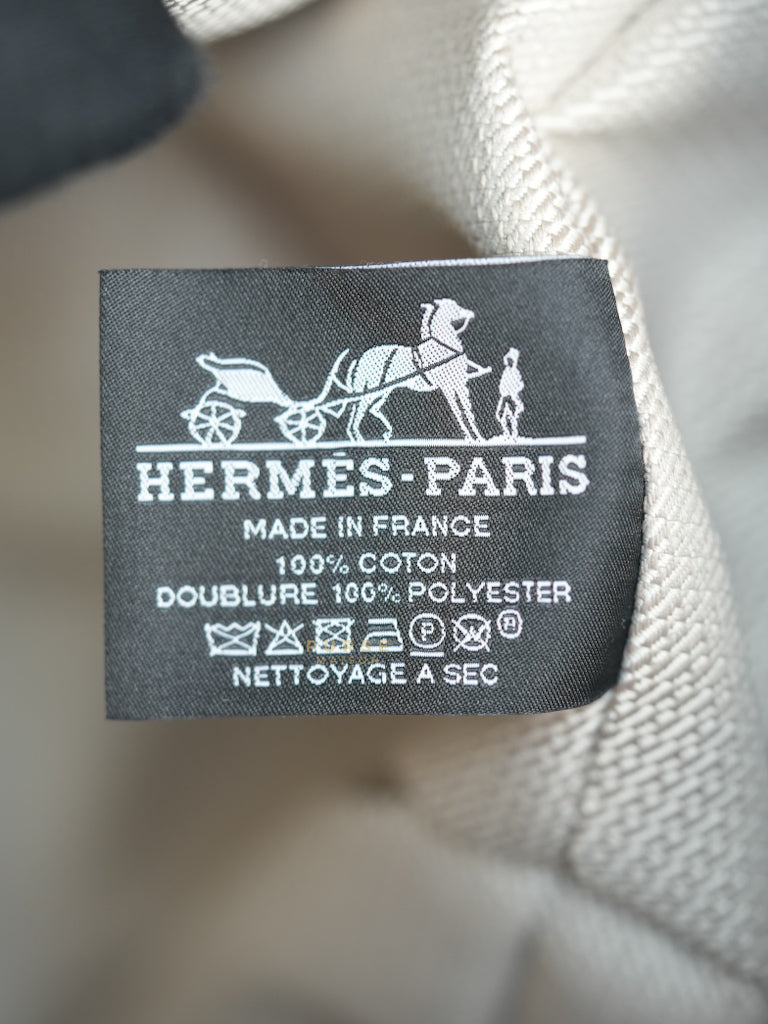 HERMÈS-PARIS
MADE IN FRANCE
100% COTON
DOUBLURE 100% POLYESTER
P W
NETTOYAGE A SEC